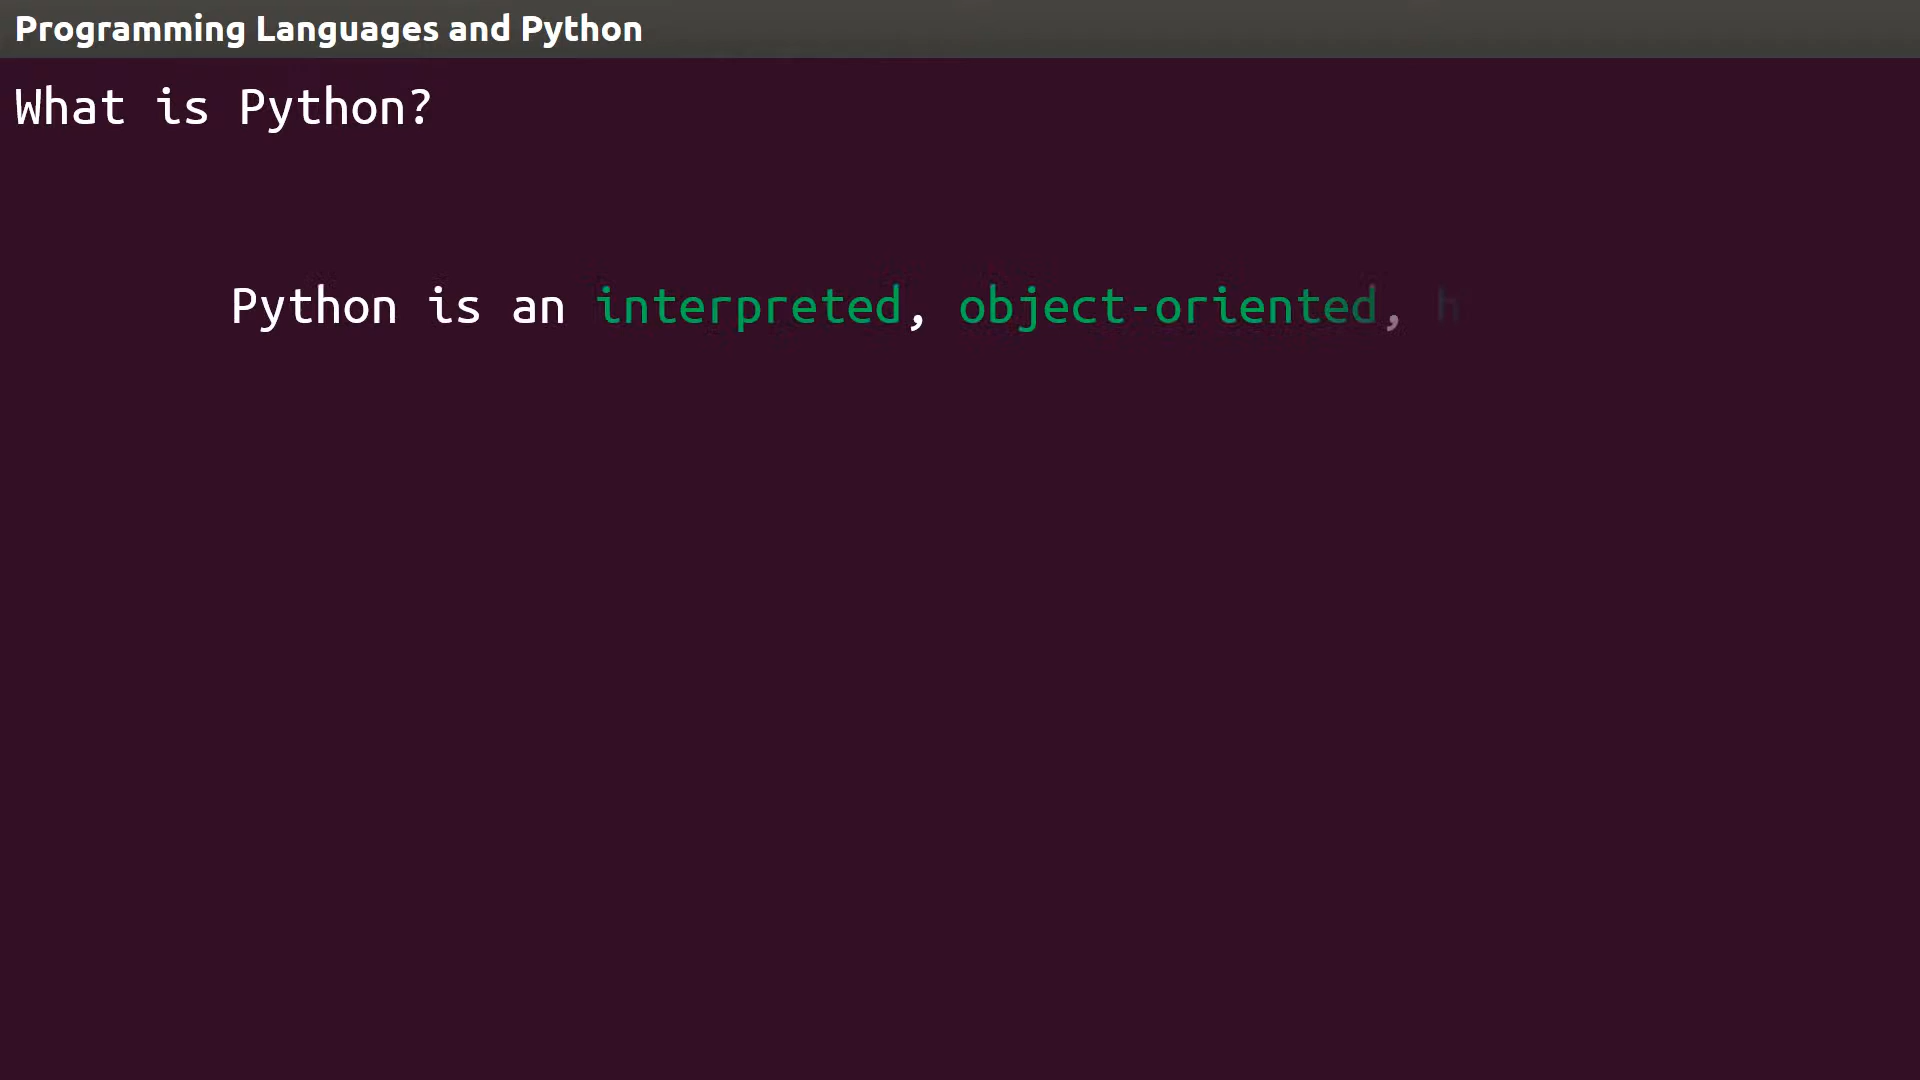 Programming Languages and Python
What is Python?
Python is an interpreted, object-oriented, h